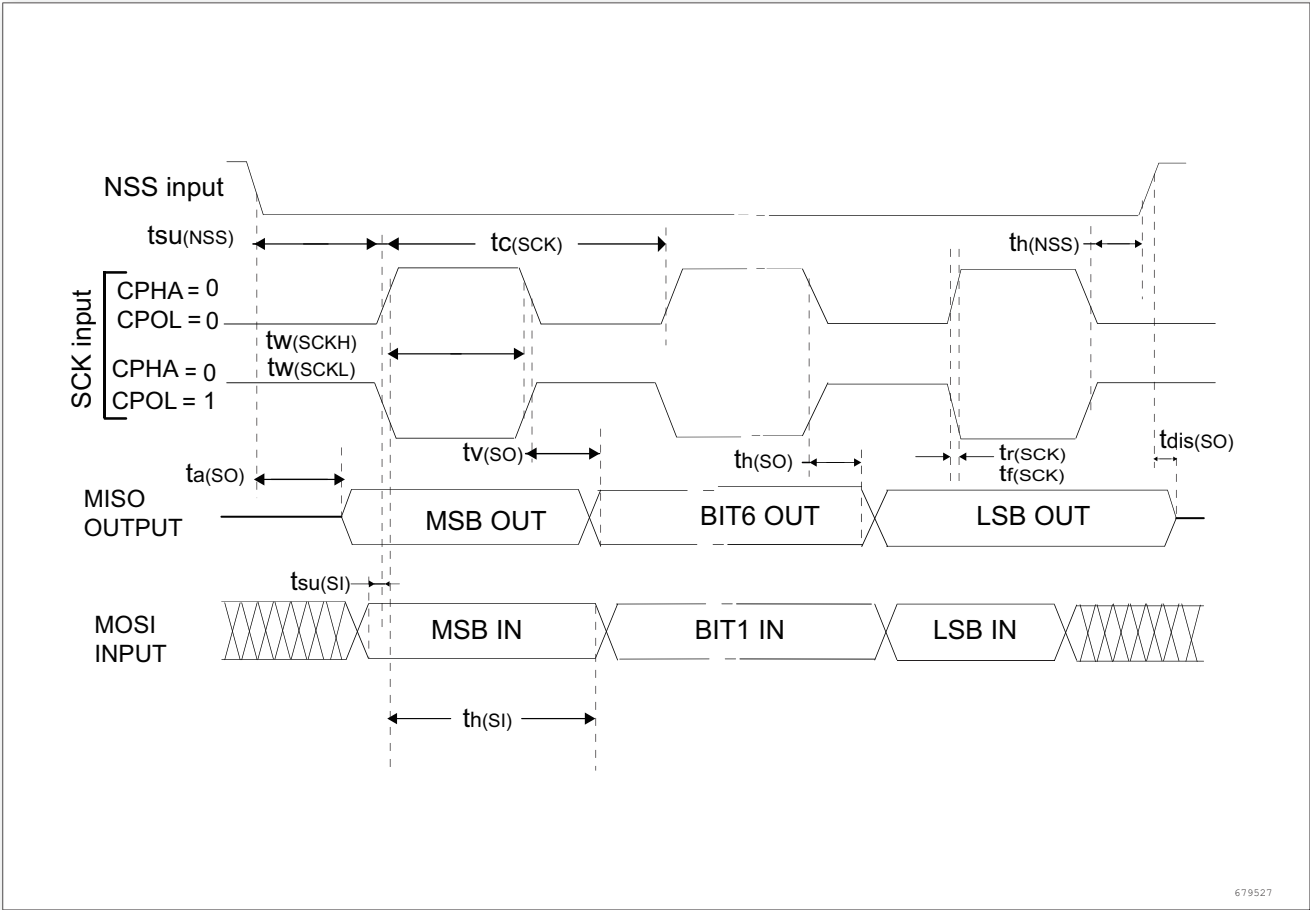 NSS input
tsu(NSS)
tc(SCK)
th(NSS)
SCK input
CPHA = 0
CPOL = 0
tw(SCKH)
tw(SCKL)
CPHA = 0
CPOL = 1
tv(SO)
th(SO)
tr(SCK)
tf(SCK)
tdis(SO)
ta(SO)
MISO
OUTPUT
MSB OUT
BIT6 OUT
LSB OUT
tsu(SI)
MOSI
INPUT
MSB IN
BIT1 IN
LSB IN
th(SI)
679527